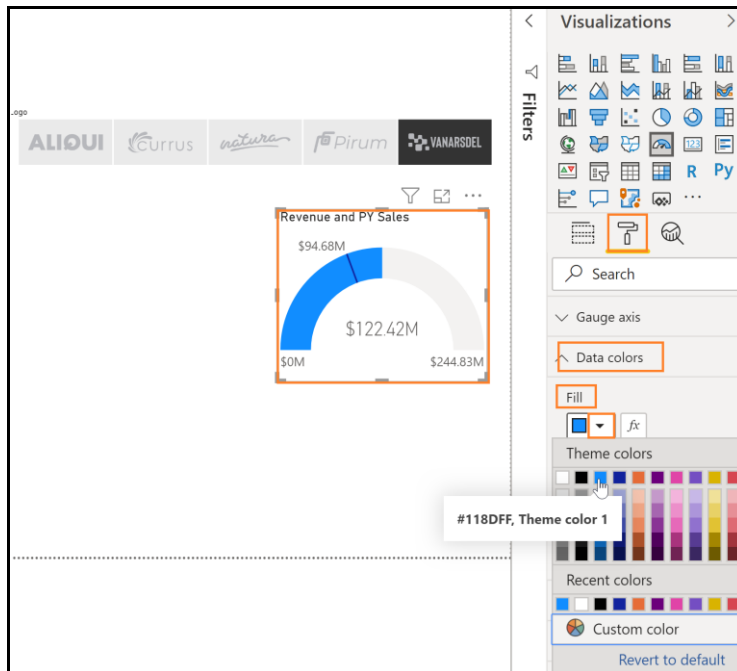 Visualizations
Filters
Logo
ALIQUI
Currus
natura
Pirum
VANARSDEL
123
R
Py
Revenue and PY Sales
$94.68M
$122.42M
$0M
$244.83M
Search
Gauge axis
Data colors
Fill
fx
Theme colors
#118DFF, Theme color 1
Recent colors
Custom color
Revert to default